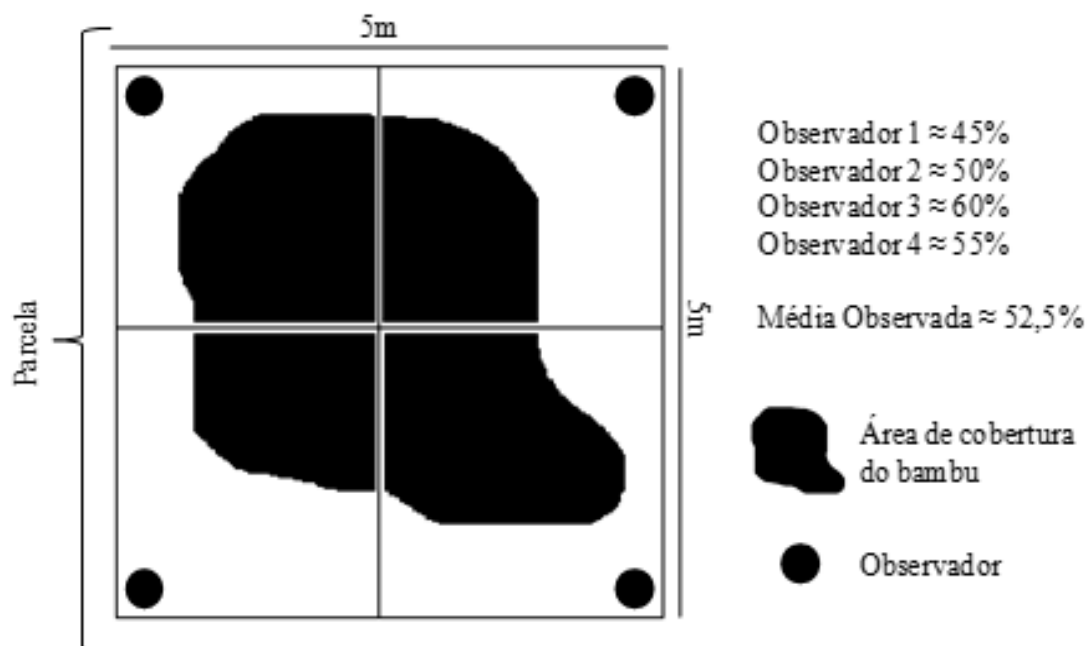 5m
Parcela
5m
Observador 1 ≈ 45%
Observador 2 ≈ 50%
Observador 3 ≈ 60%
Observador 4 ≈ 55%
Média Observada ≈ 52,5%
Área de cobertura
do bambu
Observador